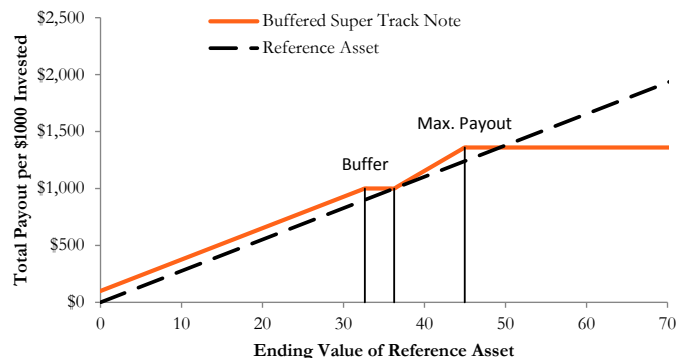 $2,500
Buffered Super Track Note
Reference Asset
$2,000
$1,500
Max. Payout
Buffer
$1,000
$500
$0
Total Payout per $1000 Invested
0 10 20 30 40 50 60 70
Ending Value of Reference Asset